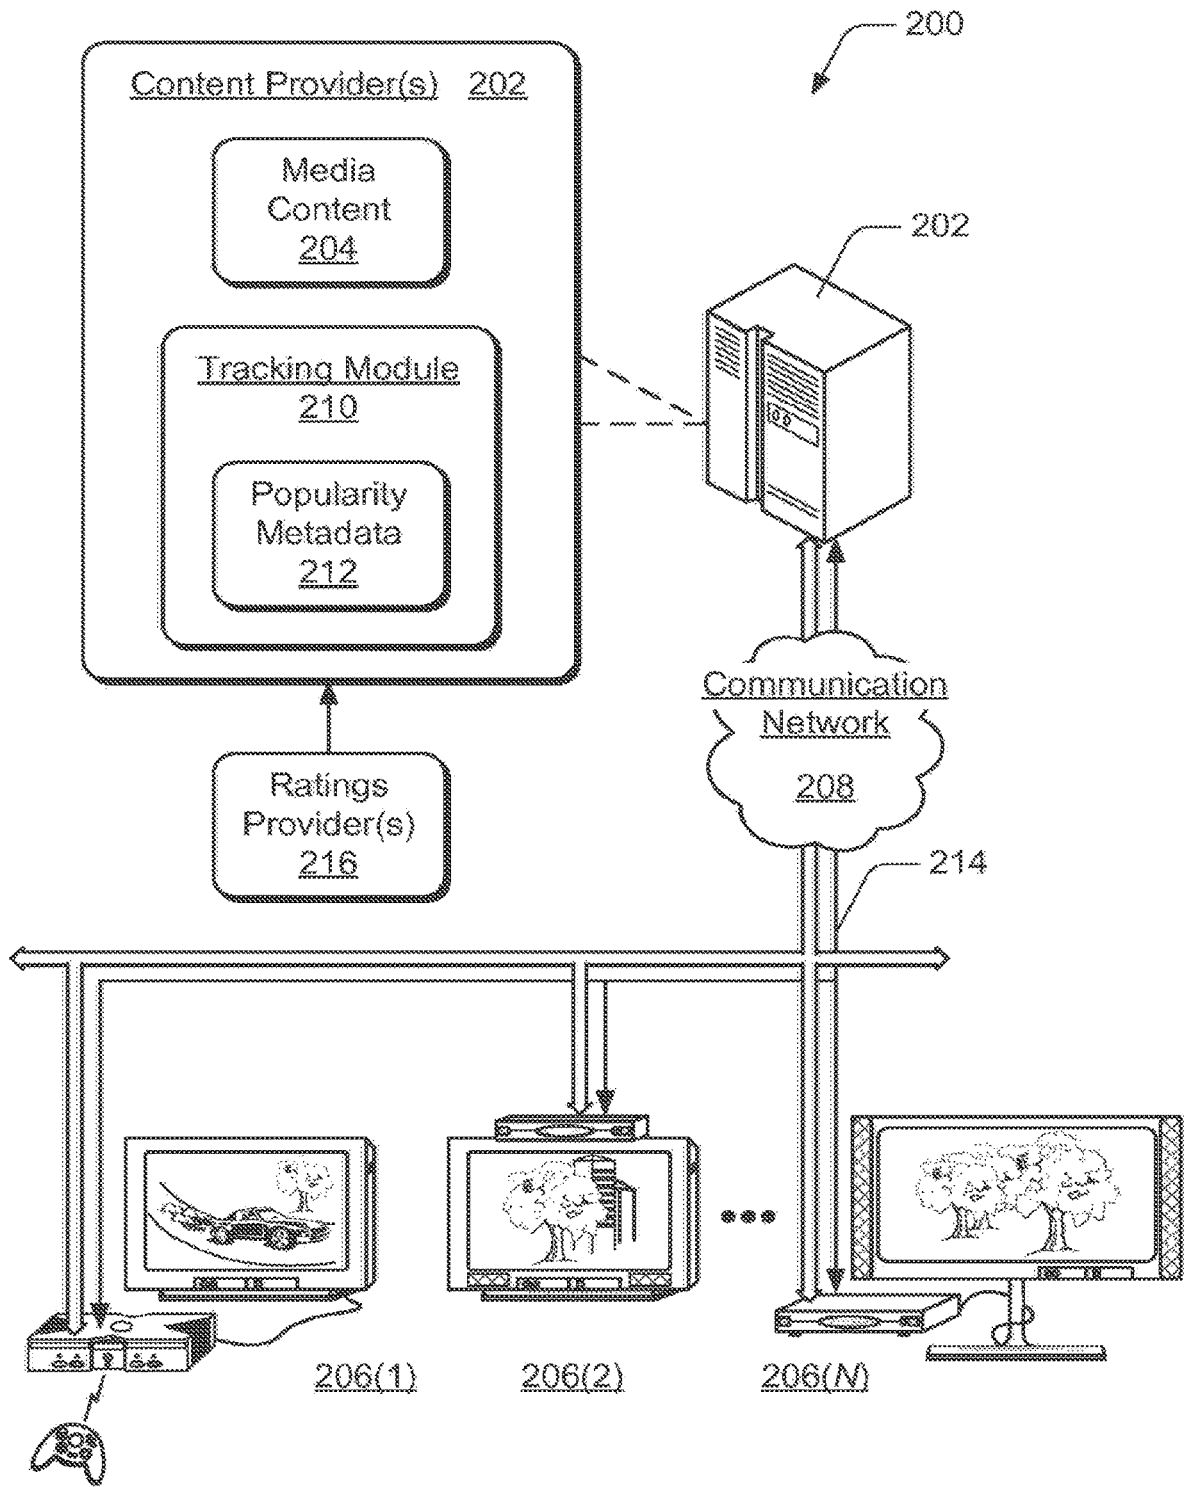 200
Content Provider(s) 202
Media
Content
204
202
Tracking Module
210
Popularity
Metadata
212
Communication
Network
208
Ratings
Provider(s)
216
214
206(1)
206(2)
206(N)